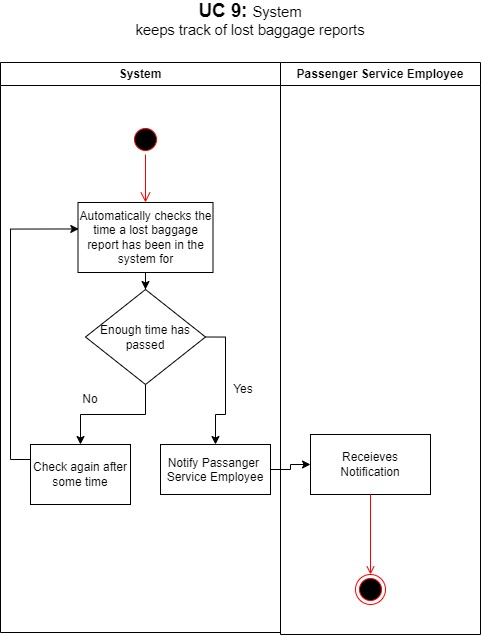 UC 9: System
keeps track of lost baggage reports
System
Passenger Service Employee
Automatically checks the
time a lost baggage
report has been in the
system for
Enough time has
passed
No
Yes
Check again after
some time
Notify Passanger
Service Employee
Receieves
Notification